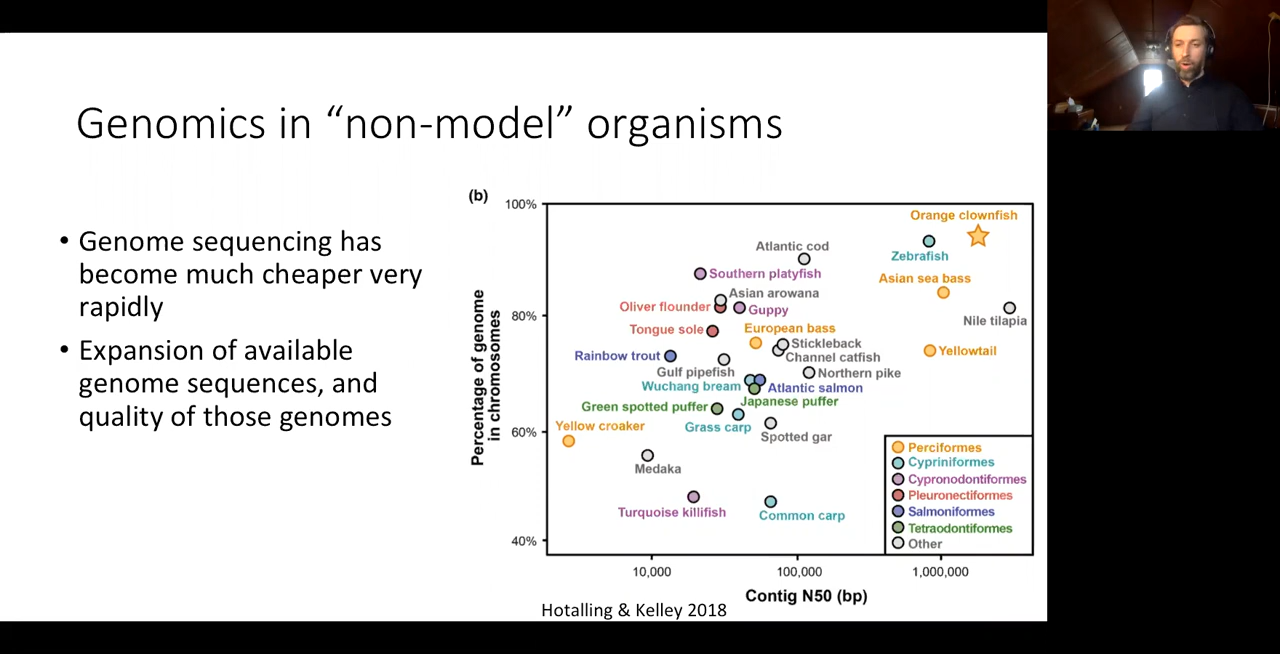 Genomics in “non-model” organisms
• Genome sequencing has
become much cheaper very
rapidly
• Expansion of available
genome sequences, and
quality of those genomes
(b)
Percentage of genome
in chromosomes
100%
80%
60%
40%
Orange clownfish
Zebrafish
Atlantic cod
Southern platyfish
Asian sea bass
Asian arowana
Oliver flounder
Guppy
Nile tilapia
Tongue sole
European bass
Stickleback
Yellowtail
Rainbow trout
Channel catfish
Gulf pipefish
Northern pike
Wuchang bream
Atlantic salmon
Japanese puffer
Green spotted puffer
Grass carp
Yellow croaker
Spotted gar
Medaka
Turquoise killifish
Common carp
Perciformes
Cypriniformes
Cypronodontiformes
Pleuronectiformes
Salmoniformes
Tetraodontiformes
Other
10,000
100,000
1,000,000
Contig N50 (bp)
Hotalling & Kelley 2018